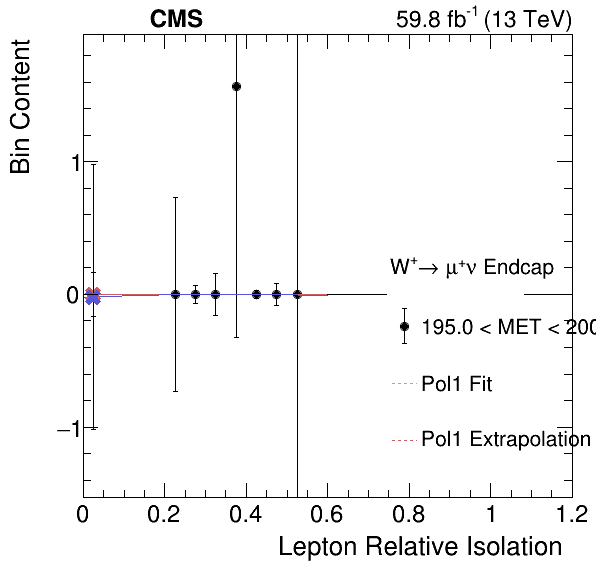 CMS
59.8 fb⁻¹ (13 TeV)
Bin Content
1
0
−1
W⁺→ μ⁺ν Endcap
195.0 < MET < 200
Pol1 Fit
Pol1 Extrapolation
0 0.2 0.4 0.6 0.8 1 1.2
Lepton Relative Isolation